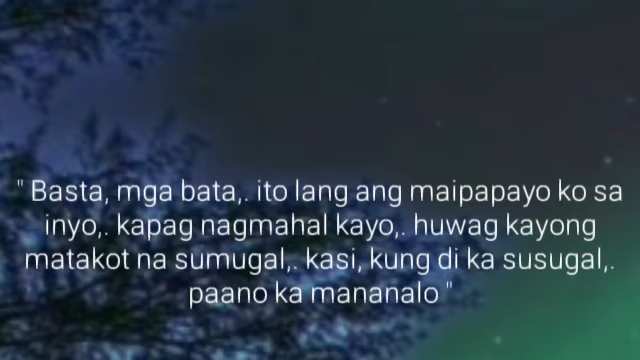 " Basta, mga bata,. ito lang ang maipapayo ko sa
inyo,. kapag nagmahal kayo,. huwag kayong
matakot na sumugal,. kasi, kung di ka susugal,.
paano ka mananalo "